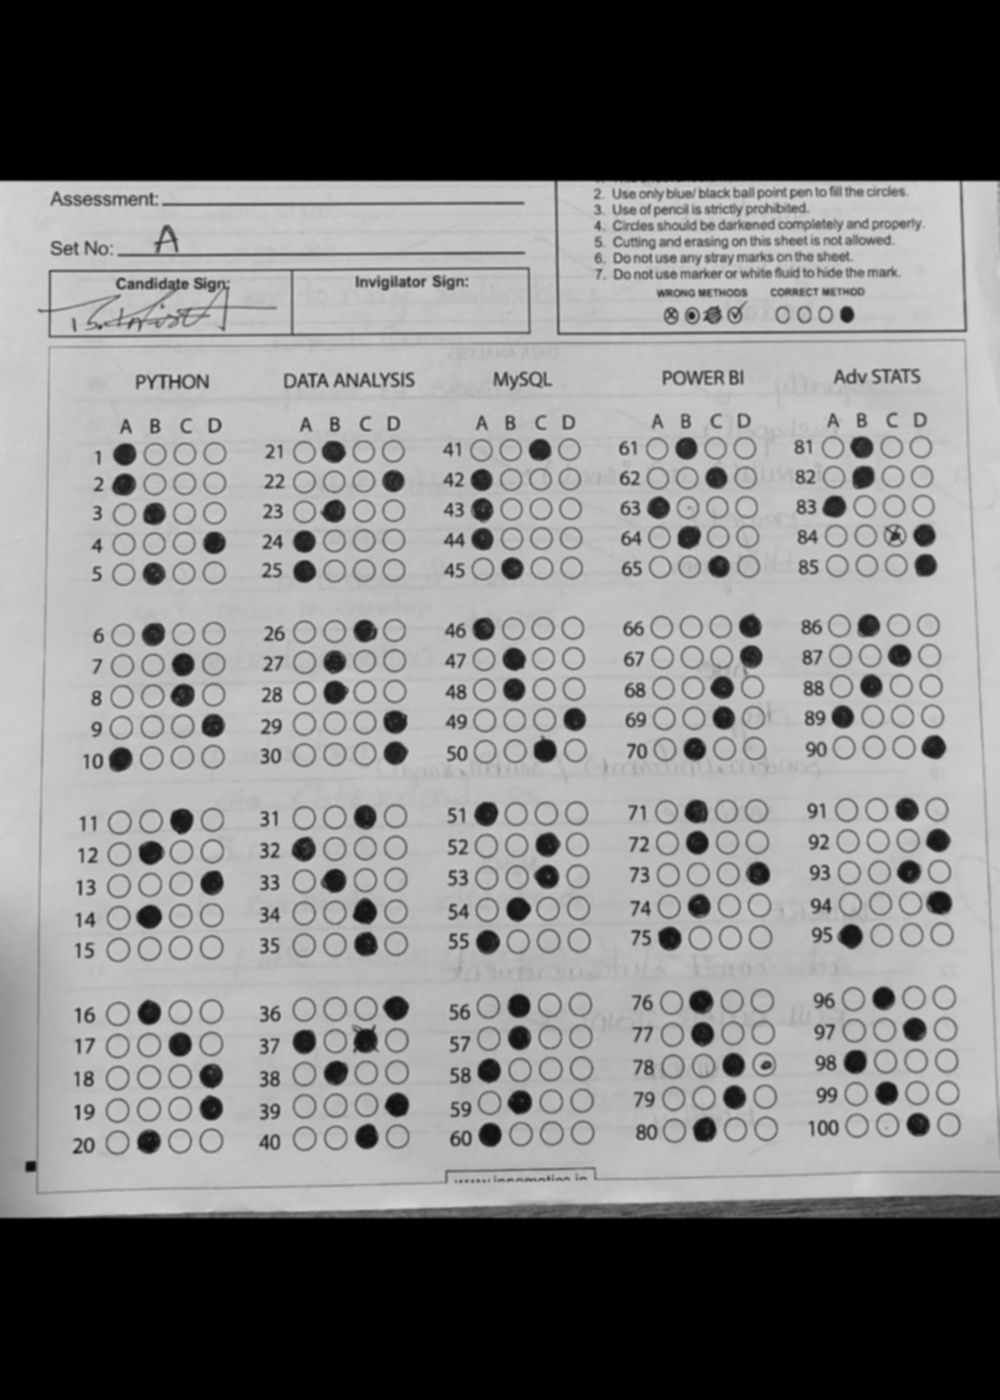 Assessment:
Set No: A
Candidate Sign:
Invigilator Sign:
2. Use only blue/ black ball point pen to fill the circles.
3. Use of pencil is strictly prohibited.
4. Circles should be darkened completely and properly.
5. Cutting and erasing on this sheet is not allowed.
6. Do not use any stray marks on the sheet.
7. Do not use marker or white fluid to hide the mark.
WRONG METHODS CORRECT METHOD
PYTHON DATA ANALYSIS MySQL POWER BI Adv STATS
A B C D A B C D A B C D A B C D A B C D
1 21 41 61 81
2 22 42 62 82
3 23 43 63 83
4 24 44 64 84
5 25 45 65 85
6 26 46 66 86
7 27 47 67 87
8 28 48 68 88
9 29 49 69 89
10 30 50 70 90
11 31 51 71 91
12 32 52 72 92
13 33 53 73 93
14 34 54 74 94
15 35 55 75 95
16 36 56 76 96
17 37 57 77 97
18 38 58 78 98
19 39 59 79 99
20 40 60 80 100